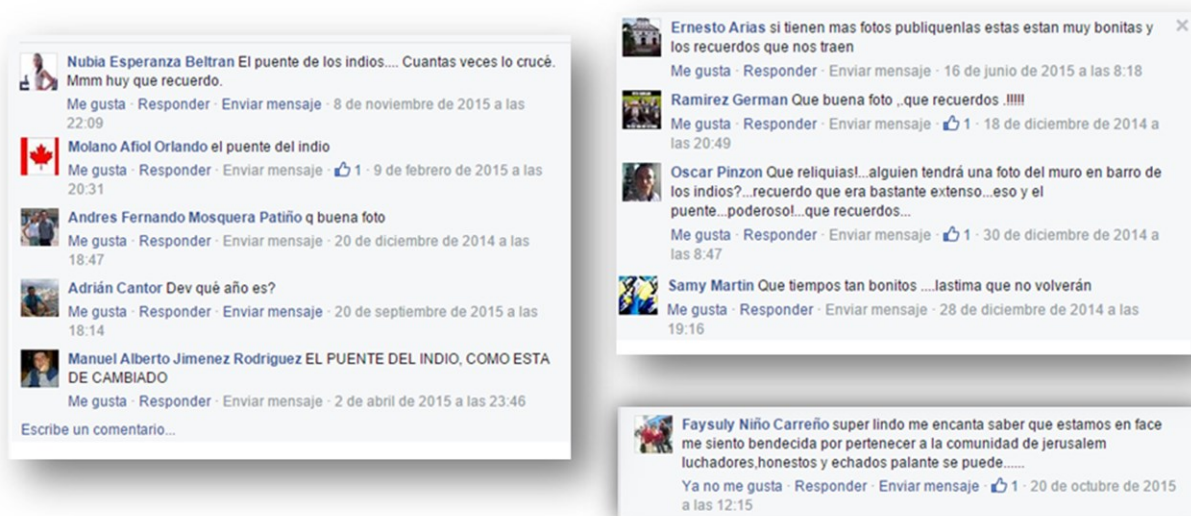 Nubia Esperanza Beltran El puente de los indios.... Cuantas veces lo crucé.
Mmm huy que recuerdo.
Me gusta · Responder · Enviar mensaje · 8 de noviembre de 2015 a las
22:09
Molano Afiol Orlando el puente del indio
Me gusta · Responder · Enviar mensaje · 1 · 9 de febrero de 2015 a las
20:31
Andres Fernando Mosquera Patiño q buena foto
Me gusta · Responder · Enviar mensaje · 20 de diciembre de 2014 a las
18:47
Adrián Cantor Dev què año es?
Me gusta · Responder · Enviar mensaje · 20 de septiembre de 2015 a las
18:14
Manuel Alberto Jimenez Rodriguez EL PUENTE DEL INDIO, COMO ESTA
DE CAMBIADO
Me gusta · Responder · Enviar mensaje · 2 de abril de 2015 a las 23:46
Escribe un comentario...
Ernesto Arias si tienen mas fotos publiquenlas estas estan muy bonitas y
los recuerdos que nos traen
Me gusta · Responder · Enviar mensaje · 16 de junio de 2015 a las 8:18
Ramirez German Que buena foto ,.que recuerdos .!!!!!
Me gusta · Responder · Enviar mensaje · 1 · 18 de diciembre de 2014 a
las 20:49
Oscar Pinzon Que reliquias!...alguien tendrá una foto del muro en barro de
los indios?...recuerdo que era bastante extenso...eso y el
puente...poderoso!...que recuerdos...
Me gusta · Responder · Enviar mensaje · 1 · 30 de diciembre de 2014 a
las 8:47
Samy Martin Que tiempos tan bonitos ....lastima que no volverán
Me gusta · Responder · Enviar mensaje · 28 de diciembre de 2014 a las
19:16
Faysuly Niño Carreño super lindo me encanta saber que estamos en face
me siento bendecida por pertenecer a la comunidad de jerusalem
luchadores,honestos y echados palante se puede......
Ya no me gusta · Responder · Enviar mensaje · 1 · 20 de octubre de 2015
a las 12:15